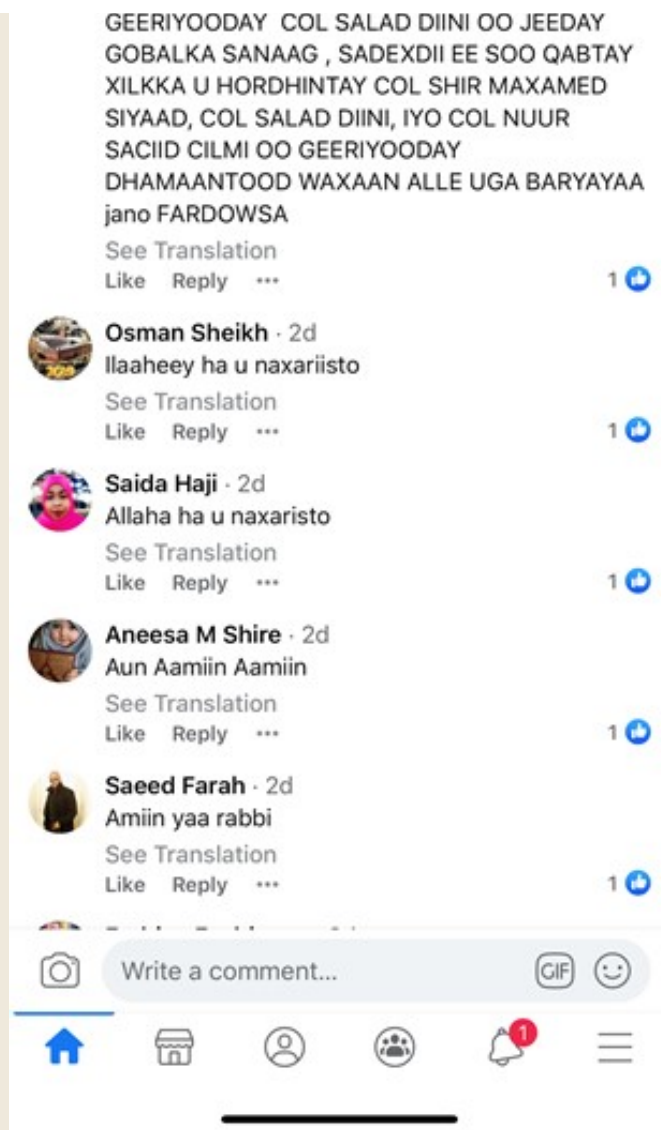 GEERIYOODAY COL SALAD DIINI OO JEEDAY
GOBALKA SANAAG , SADEXDII EE SOO QABTAY
XILKKA U HORDHINTAY COL SHIR MAXAMED
SIYAAD, COL SALAD DIINI, IYO COL NUUR
SACIID CILMI OO GEERIYOODAY
DHAMAANTOOD WAXAAN ALLE UGA BARYAYAA
jano FARDOWSA
See Translation
Like Reply ··· 1
Osman Sheikh · 2d
Ilaaheey ha u naxariisto
See Translation
Like Reply ··· 1
Saida Haji · 2d
Allaha ha u naxaristo
See Translation
Like Reply ··· 1
Aneesa M Shire · 2d
Aun Aamiin Aamiin
See Translation
Like Reply ··· 1
Saeed Farah · 2d
Amiin yaa rabbi
See Translation
Like Reply ··· 1
Write a comment... GIF
1